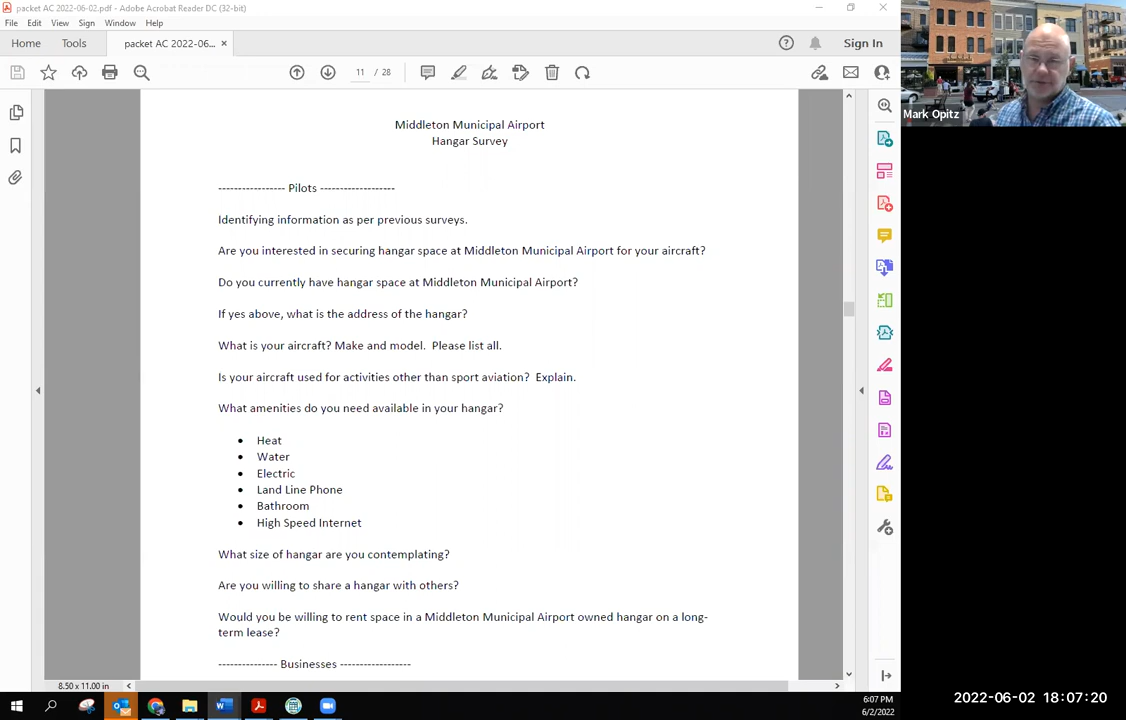 packet AC 2022-06-02.pdf - Adobe Acrobat Reader DC (32-bit)
File Edit View Sign Window Help
Home Tools packet AC 2022-06... × Sign In
11 / 28
Middleton Municipal Airport
Hangar Survey
----------------- Pilots -------------------
Identifying information as per previous surveys.
Are you interested in securing hangar space at Middleton Municipal Airport for your aircraft?
Do you currently have hangar space at Middleton Municipal Airport?
If yes above, what is the address of the hangar?
What is your aircraft? Make and model. Please list all.
Is your aircraft used for activities other than sport aviation? Explain.
What amenities do you need available in your hangar?
• Heat
• Water
• Electric
• Land Line Phone
• Bathroom
• High Speed Internet
What size of hangar are you contemplating?
Are you willing to share a hangar with others?
Would you be willing to rent space in a Middleton Municipal Airport owned hangar on a long-
term lease?
--------------- Businesses ------------------
8.50 x 11.00 in
Mark Opitz
6:07 PM
6/2/2022
2022-06-02 18:07:20